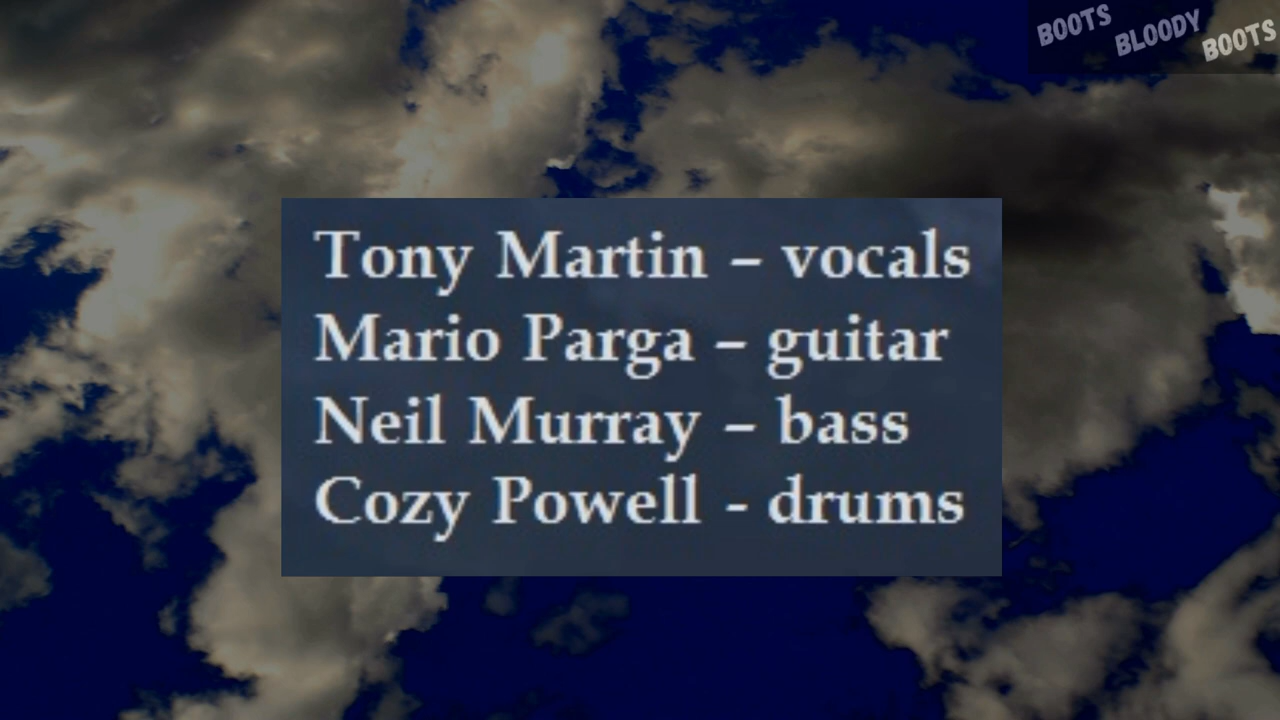 BOOTS BLOODY BOOTS
Tony Martin – vocals
Mario Parga – guitar
Neil Murray – bass
Cozy Powell - drums